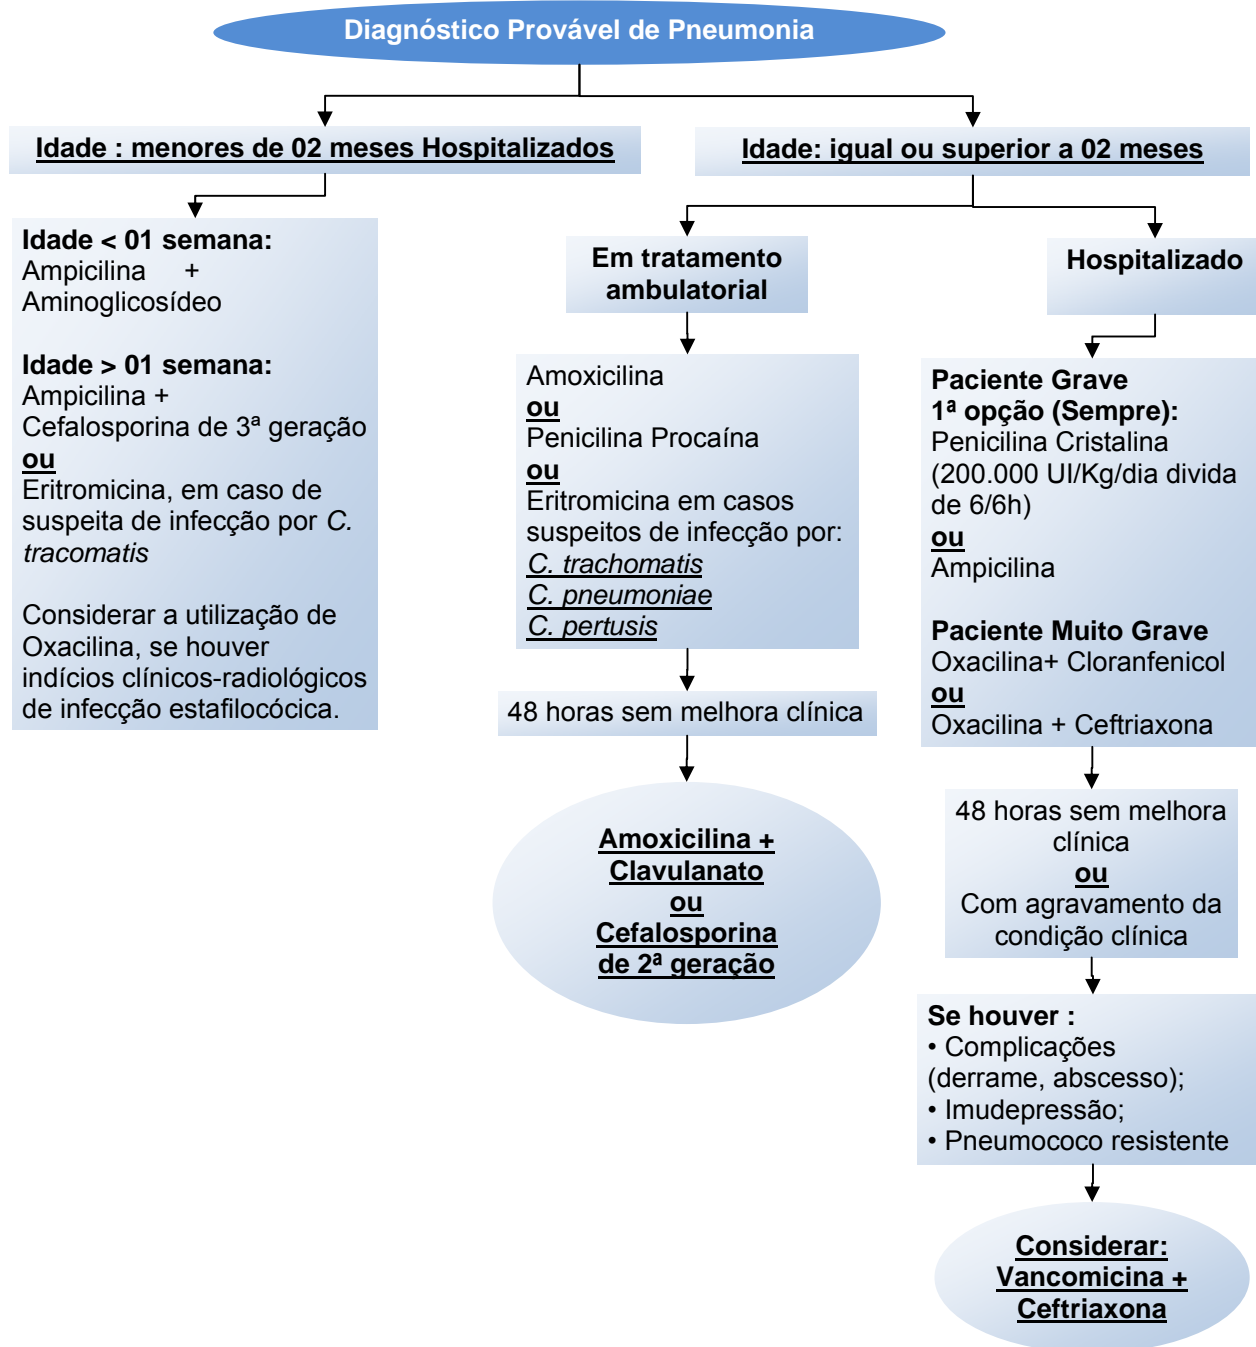 Diagnóstico Provável de Pneumonia
Idade : menores de 02 meses Hospitalizados
Idade < 01 semana:
Ampicilina +
Aminoglicosídeo
Idade > 01 semana:
Ampicilina +
Cefalosporina de 3ª geração
ou
Eritromicina, em caso de
suspeita de infecção por C.
tracomatis
Considerar a utilização de
Oxacilina, se houver
indícios clínicos-radiológicos
de infecção estafilocócica.
Idade: igual ou superior a 02 meses
Em tratamento
ambulatorial
Amoxicilina
ou
Penicilina Procaína
ou
Eritromicina em casos
suspeitos de infecção por:
C. trachomatis
C. pneumoniae
C. pertusis
48 horas sem melhora clínica
Amoxicilina +
Clavulanato
ou
Cefalosporina
de 2ª geração
Hospitalizado
Paciente Grave
1ª opção (Sempre):
Penicilina Cristalina
(200.000 UI/Kg/dia divida
de 6/6h)
ou
Ampicilina
Paciente Muito Grave
Oxacilina+ Cloranfenicol
ou
Oxacilina + Ceftriaxona
48 horas sem melhora
clínica
ou
Com agravamento da
condição clínica
Se houver :
• Complicações
(derrame, abscesso);
• Imudepressão;
• Pneumococo resistente
Considerar:
Vancomicina +
Ceftriaxona